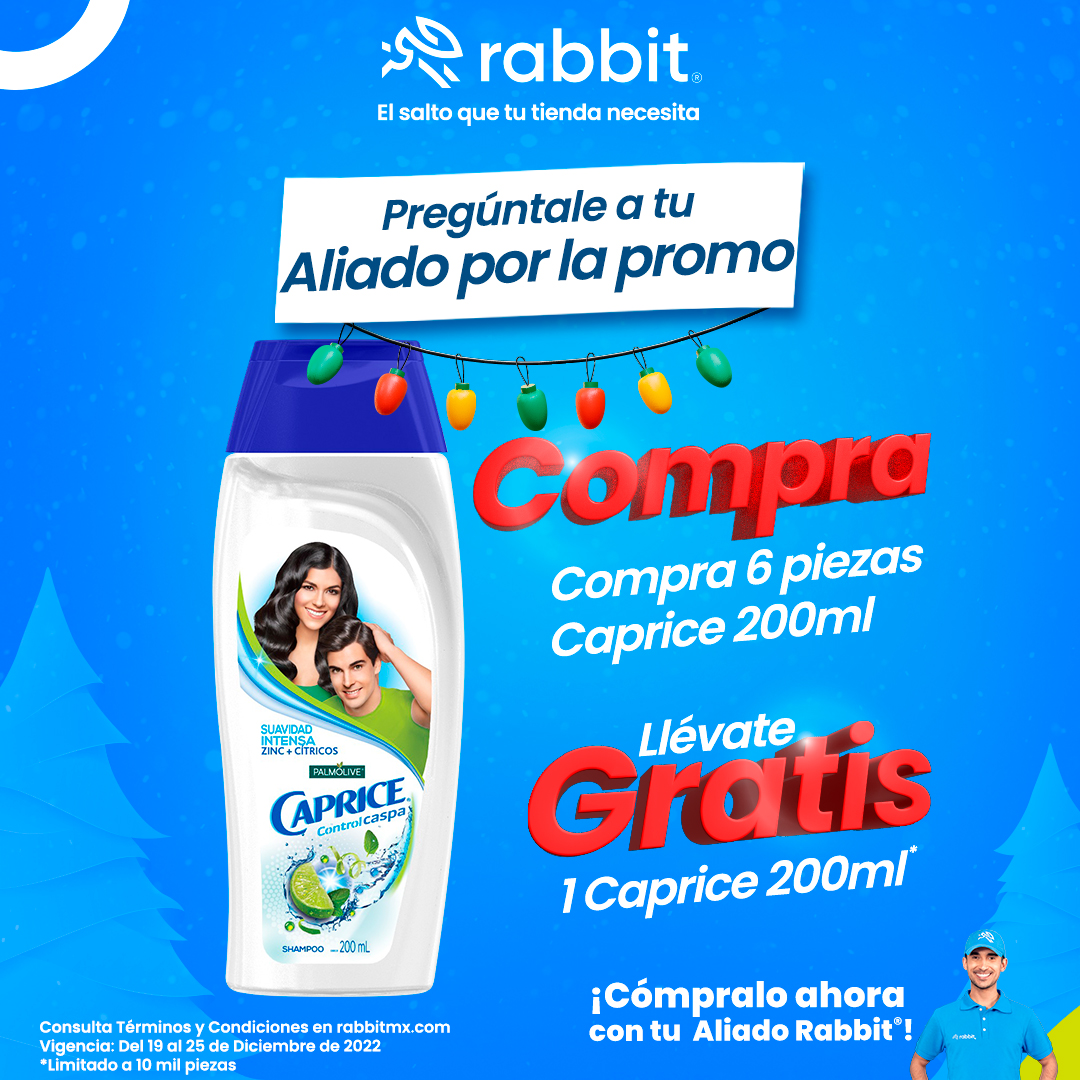 rabbit®
El salto que tu tienda necesita
Pregúntale a tu
Aliado por la promo
Compra
Compra 6 piezas
Caprice 200ml
Llévate
Gratis
1 Caprice 200ml*
SUAVIDAD
INTENSA
ZINC + CÍTRICOS
PALMOLIVE
CAPRICE
Control caspa
SHAMPOO
200 mL
¡Cómpralo ahora
con tu Aliado Rabbit®!
rabbit
Consulta Términos y Condiciones en rabbitmx.com
Vigencia: Del 19 al 25 de Diciembre de 2022
*Limitado a 10 mil piezas